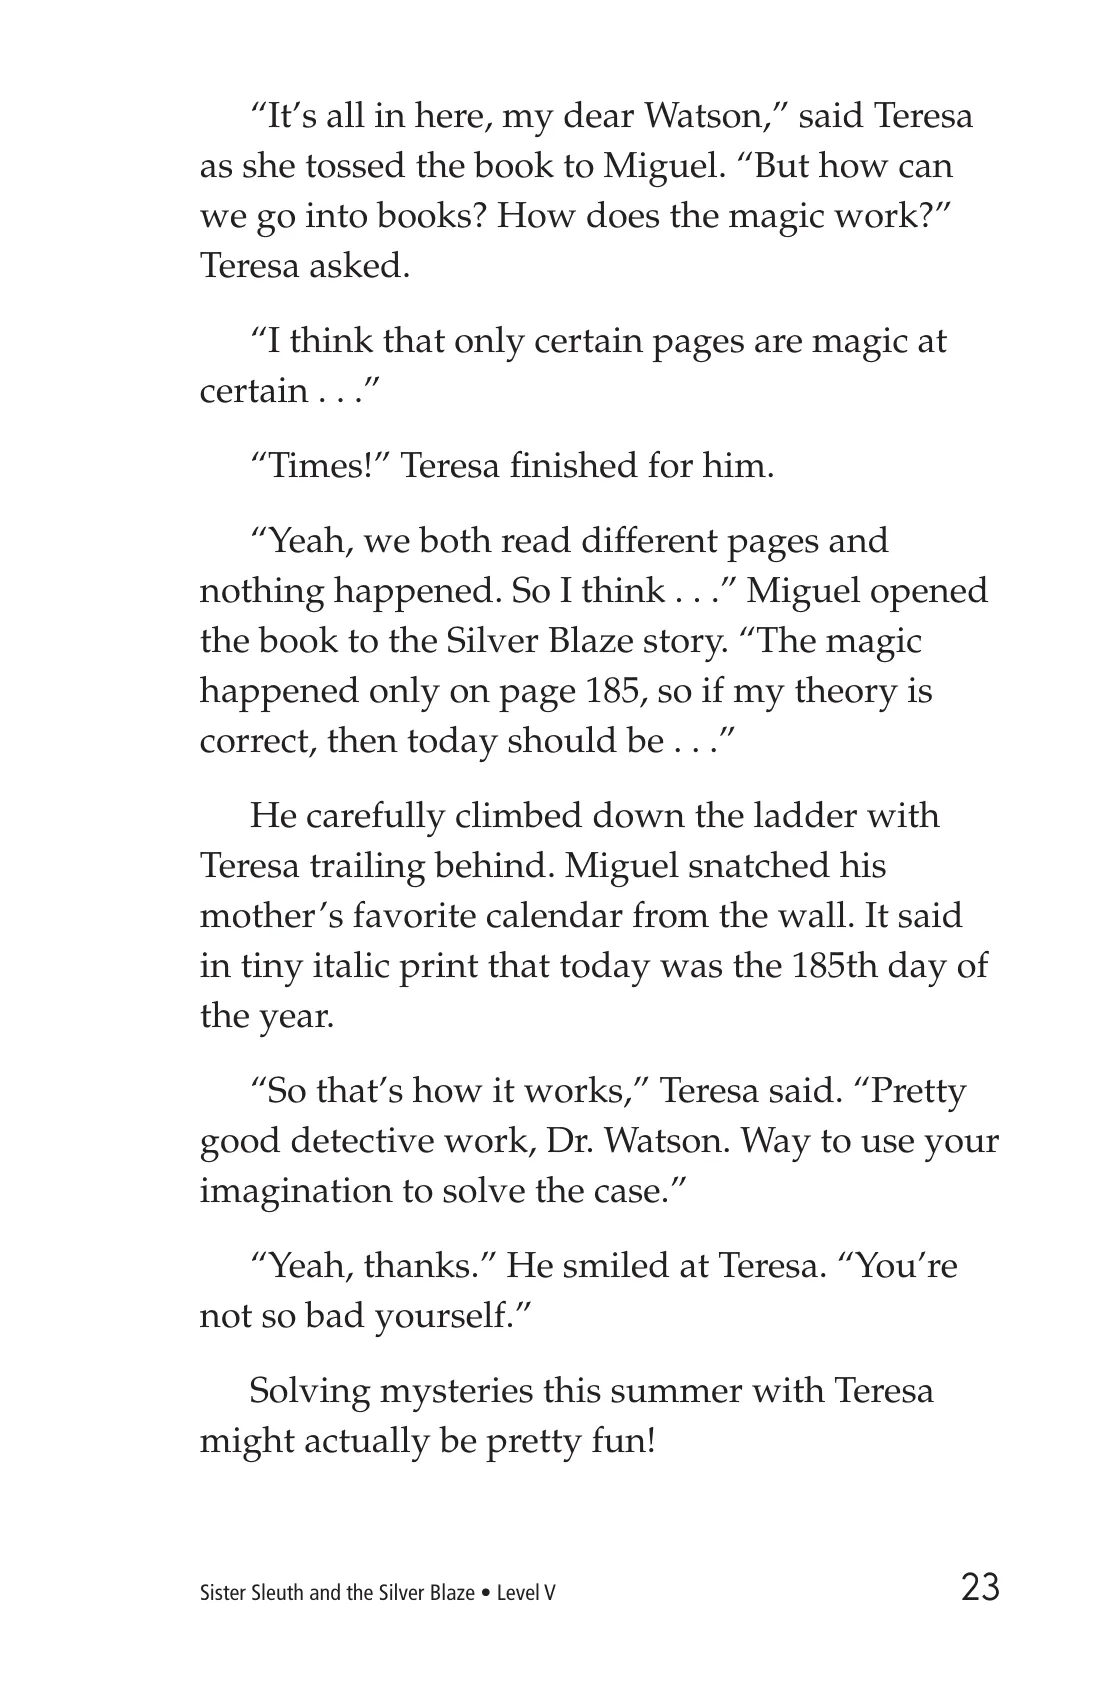 “It’s all in here, my dear Watson,” said Teresa
as she tossed the book to Miguel. “But how can
we go into books? How does the magic work?”
Teresa asked.
“I think that only certain pages are magic at
certain . . .”
“Times!” Teresa finished for him.
“Yeah, we both read different pages and
nothing happened. So I think . . .” Miguel opened
the book to the Silver Blaze story. “The magic
happened only on page 185, so if my theory is
correct, then today should be . . .”
He carefully climbed down the ladder with
Teresa trailing behind. Miguel snatched his
mother’s favorite calendar from the wall. It said
in tiny italic print that today was the 185th day of
the year.
“So that’s how it works,” Teresa said. “Pretty
good detective work, Dr. Watson. Way to use your
imagination to solve the case.”
“Yeah, thanks.” He smiled at Teresa. “You’re
not so bad yourself.”
Solving mysteries this summer with Teresa
might actually be pretty fun!
Sister Sleuth and the Silver Blaze • Level V
23